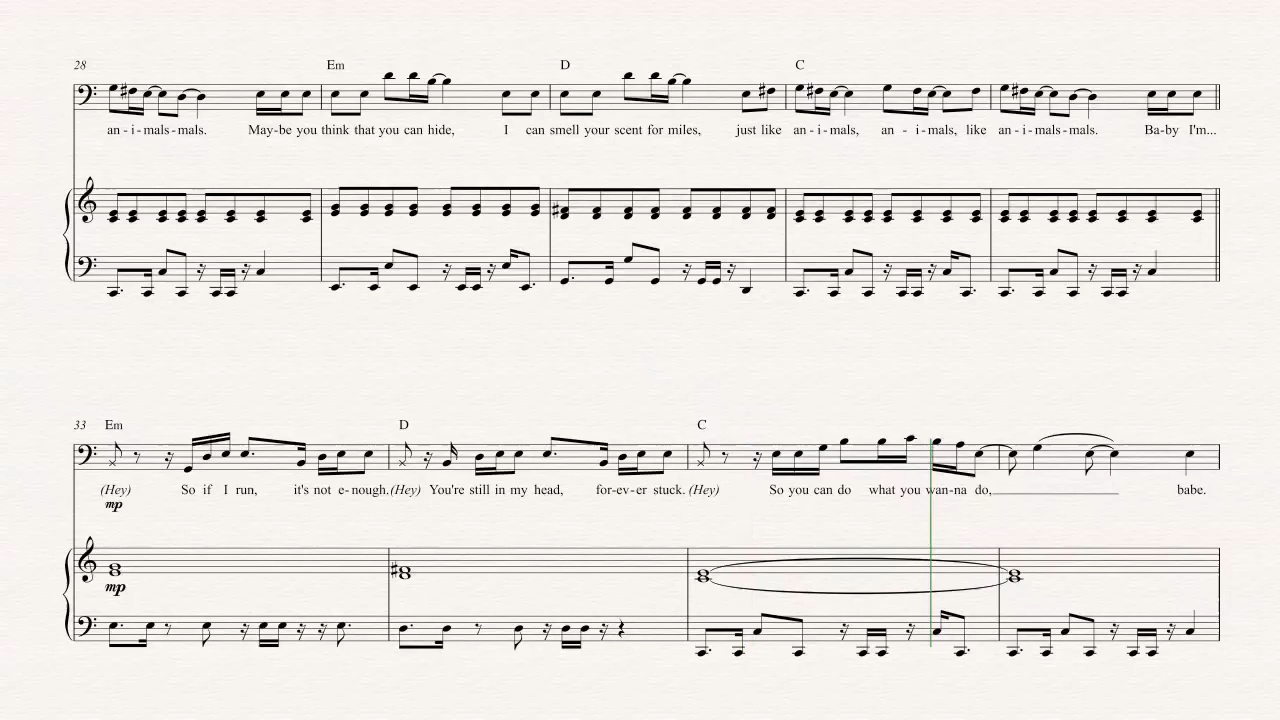 28 Em D C
an - i - mals - mals. May-be you think that you can hide, I can smell your scent for miles, just like an - i - mals, an - i - mals, like an - i - mals - mals. Ba-by I'm...
33 Em D C
(Hey) So if I run, it's not e-nough. (Hey) You're still in my head, for-ev-er stuck. (Hey) So you can do what you wan-na do, babe.
mp
mp